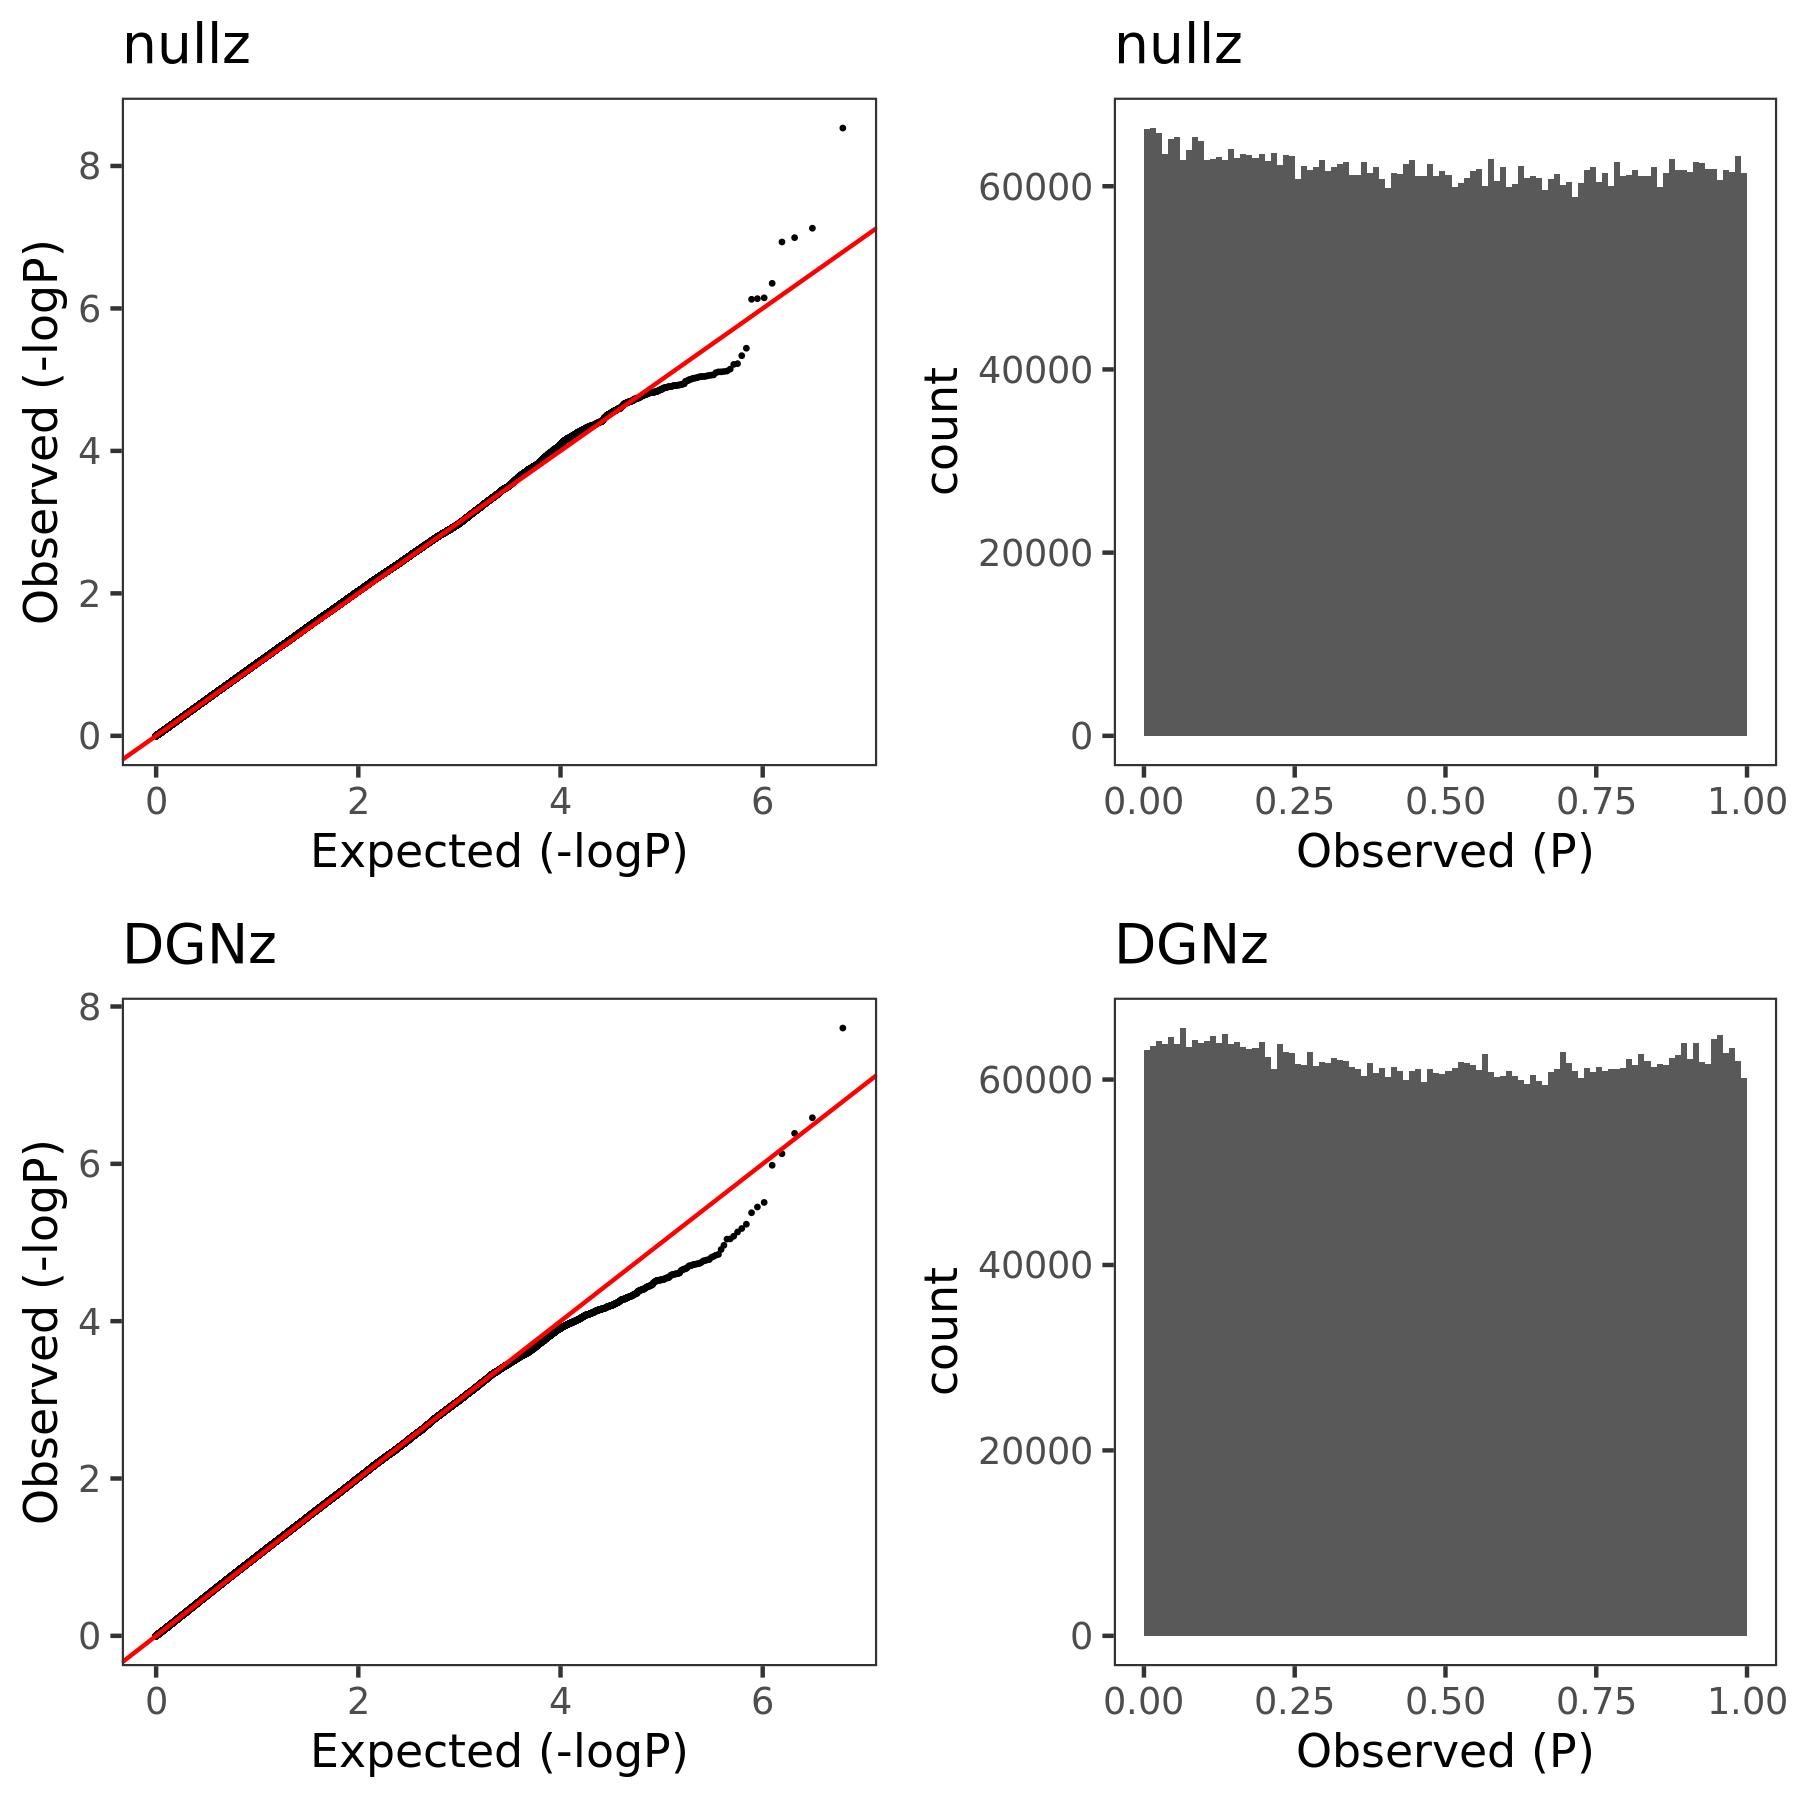 nullz
Observed (-logP)
8
6
4
2
0
0 2 4 6
Expected (-logP)
nullz
count
60000
40000
20000
0
0.00 0.25 0.50 0.75 1.00
Observed (P)
DGNz
Observed (-logP)
8
6
4
2
0
0 2 4 6
Expected (-logP)
DGNz
count
60000
40000
20000
0
0.00 0.25 0.50 0.75 1.00
Observed (P)